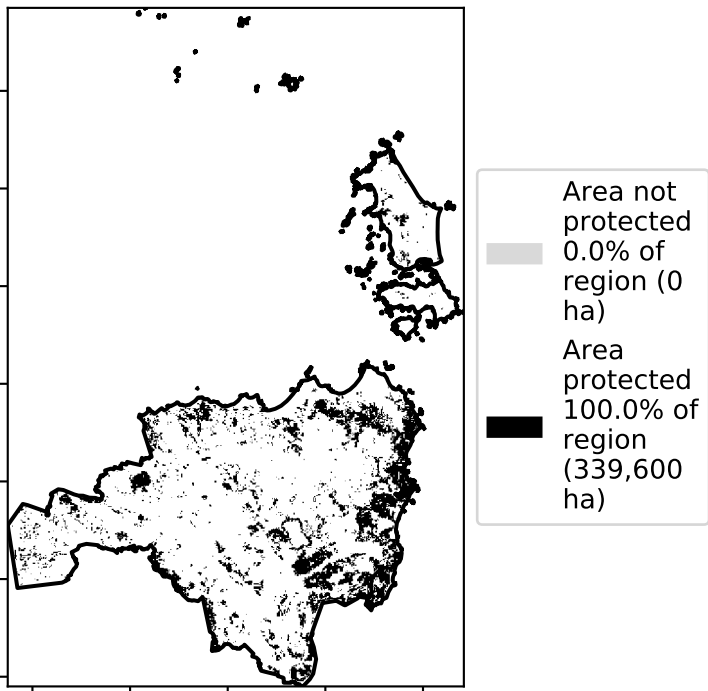 Area not
protected
0.0% of
region (0
ha)
Area
protected
100.0% of
region
(339,600
ha)